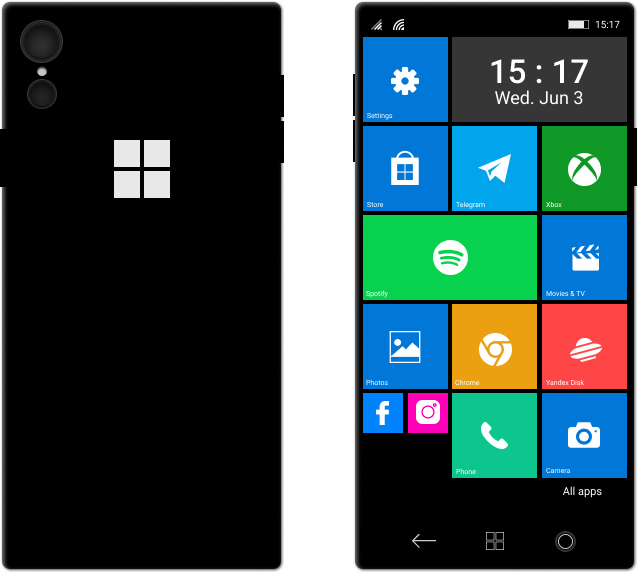 15:17
15 : 17
Wed. Jun 3
Settings
Store
Telegram
Xbox
Spotify
Movies & TV
Photos
Chrome
Yandex Disk
Phone
Camera
All apps